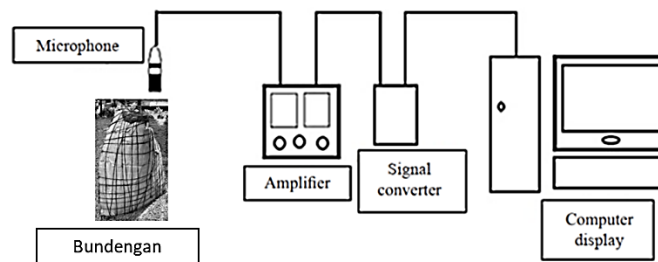 Microphone
Bundengan
Amplifier
Signal
converter
Computer
display